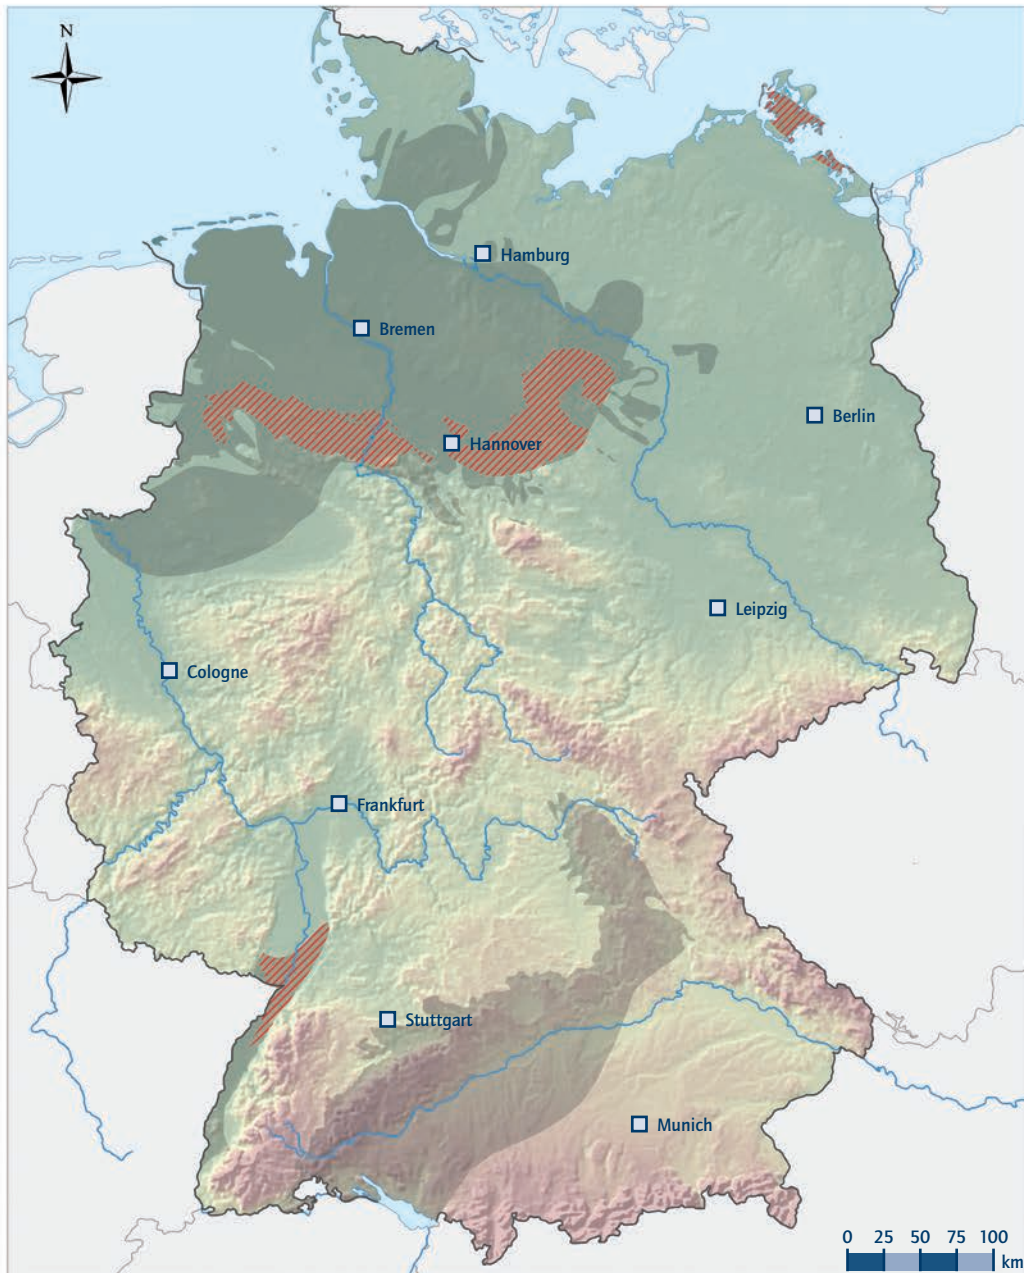 N
Hamburg
Bremen
Berlin
Hannover
Leipzig
Cologne
Frankfurt
Stuttgart
Munich
0 25 50 75 100
km